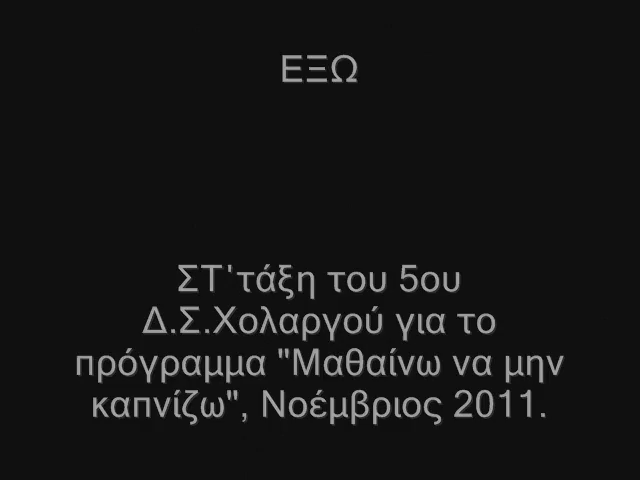 ΕΞΩ
ΣΤ΄τάξη του 5ου
Δ.Σ.Χολαργού για το
πρόγραμμα "Μαθαίνω να μην
καπνίζω", Νοέμβριος 2011.